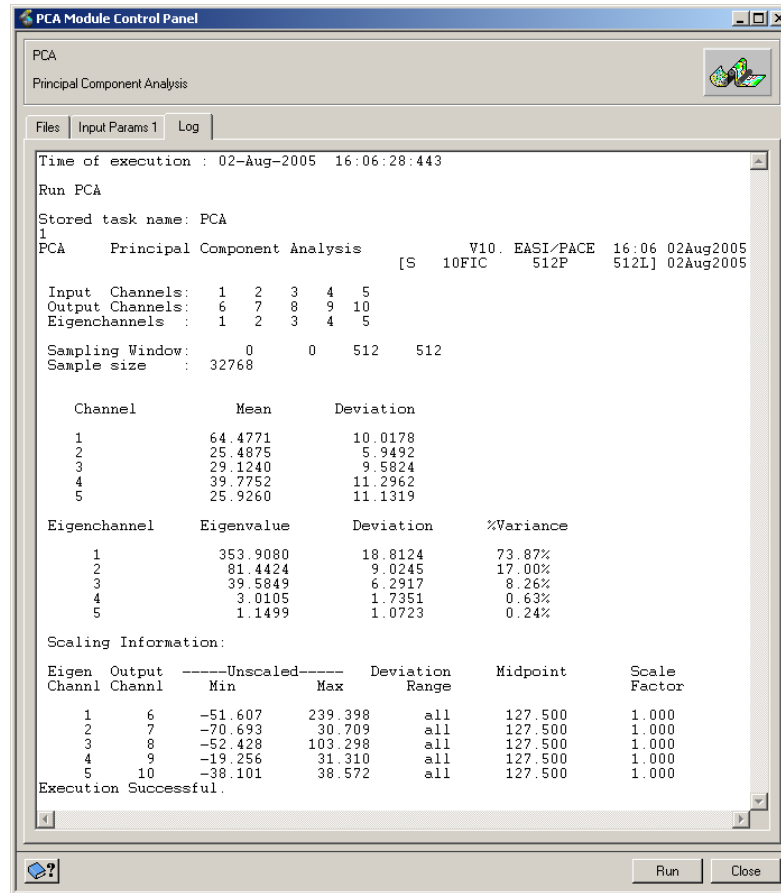 PCA Module Control Panel
PCA
Principal Component Analysis
Files Input Params 1 Log
Time of execution : 02-Aug-2005 16:06:28:443
Run PCA
Stored task name: PCA
1
PCA Principal Component Analysis V10. EASI/PACE 16:06 02Aug2005
[S 10FIC 512P 512L] 02Aug2005
Input Channels: 1 2 3 4 5
Output Channels: 6 7 8 9 10
Eigenchannels : 1 2 3 4 5
Sampling Window: 0 0 512 512
Sample size : 32768
Channel Mean Deviation
1 64.4771 10.0178
2 25.4875 5.9492
3 29.1240 9.5824
4 39.7752 11.2962
5 25.9260 11.1319
Eigenchannel Eigenvalue Deviation %Variance
1 353.9080 18.8124 73.87%
2 81.4424 9.0245 17.00%
3 39.5849 6.2917 8.26%
4 3.0105 1.7351 0.63%
5 1.1499 1.0723 0.24%
Scaling Information:
Eigen Output -----Unscaled----- Deviation Midpoint Scale
Channl Channl Min Max Range Factor
1 6 -51.607 239.398 all 127.500 1.000
2 7 -70.693 30.709 all 127.500 1.000
3 8 -52.428 103.298 all 127.500 1.000
4 9 -19.256 31.310 all 127.500 1.000
5 10 -38.101 38.572 all 127.500 1.000
Execution Successful.
?
Run Close